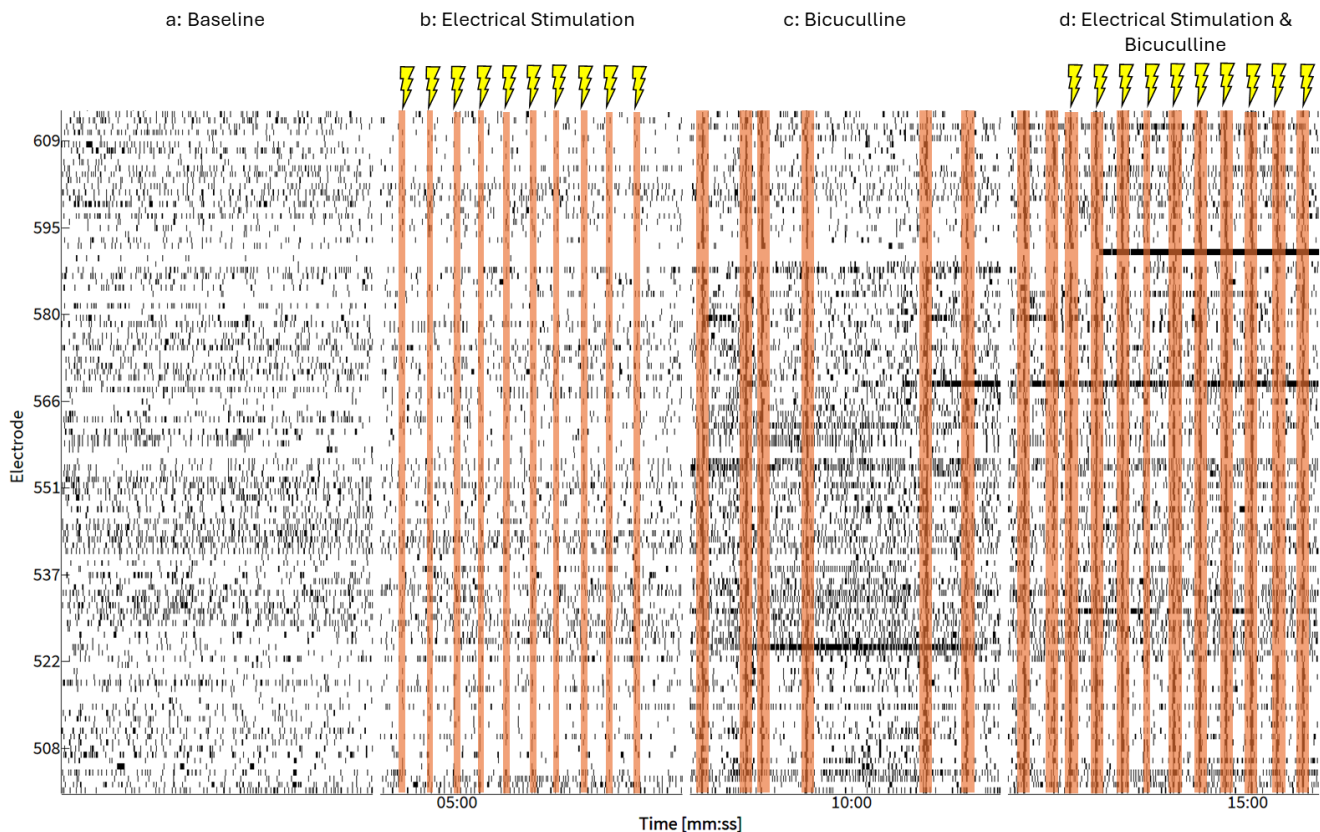 a: Baseline
b: Electrical Stimulation
c: Bicuculline
d: Electrical Stimulation &
Bicuculline
609
595
580
566
551
537
522
508
Electrode
05:00
10:00
15:00
Time [mm:ss]